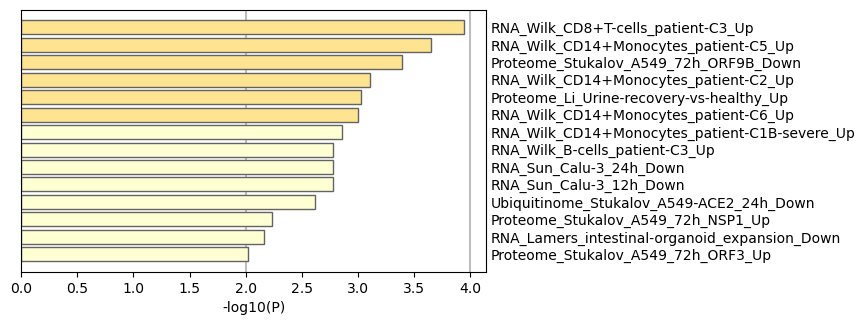 RNA_Wilk_CD8+T-cells_patient-C3_Up
RNA_Wilk_CD14+Monocytes_patient-C5_Up
Proteome_Stukalov_A549_72h_ORF9B_Down
RNA_Wilk_CD14+Monocytes_patient-C2_Up
Proteome_Li_Urine-recovery-vs-healthy_Up
RNA_Wilk_CD14+Monocytes_patient-C6_Up
RNA_Wilk_CD14+Monocytes_patient-C1B-severe_Up
RNA_Wilk_B-cells_patient-C3_Up
RNA_Sun_Calu-3_24h_Down
RNA_Sun_Calu-3_12h_Down
Ubiquitinome_Stukalov_A549-ACE2_24h_Down
Proteome_Stukalov_A549_72h_NSP1_Up
RNA_Lamers_intestinal-organoid_expansion_Down
Proteome_Stukalov_A549_72h_ORF3_Up
0.0 0.5 1.0 1.5 2.0 2.5 3.0 3.5 4.0
-log10(P)